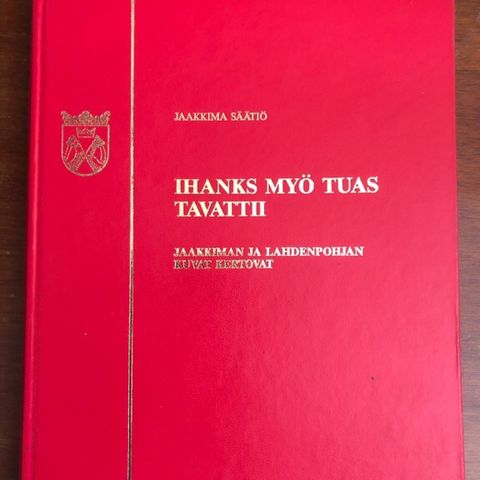 JAAKKIMA SÄÄTIÖ
IHANKS MYÖ TUAS
TAVATTII
JAAKKIMAN JA LAHDENPOHJAN
KUVAT KERTOVAT